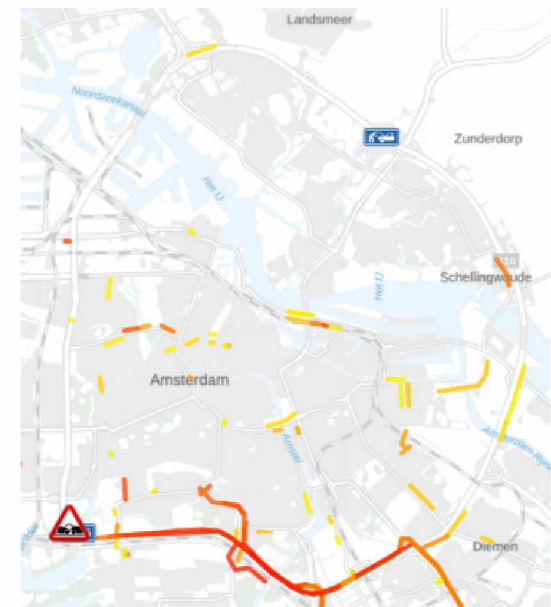 Landsmeer
Noordzeekanaal
Zunderdorp
Het IJ
Het IJ
Schellingwoude
Amsterdam
Amstel
Diemen